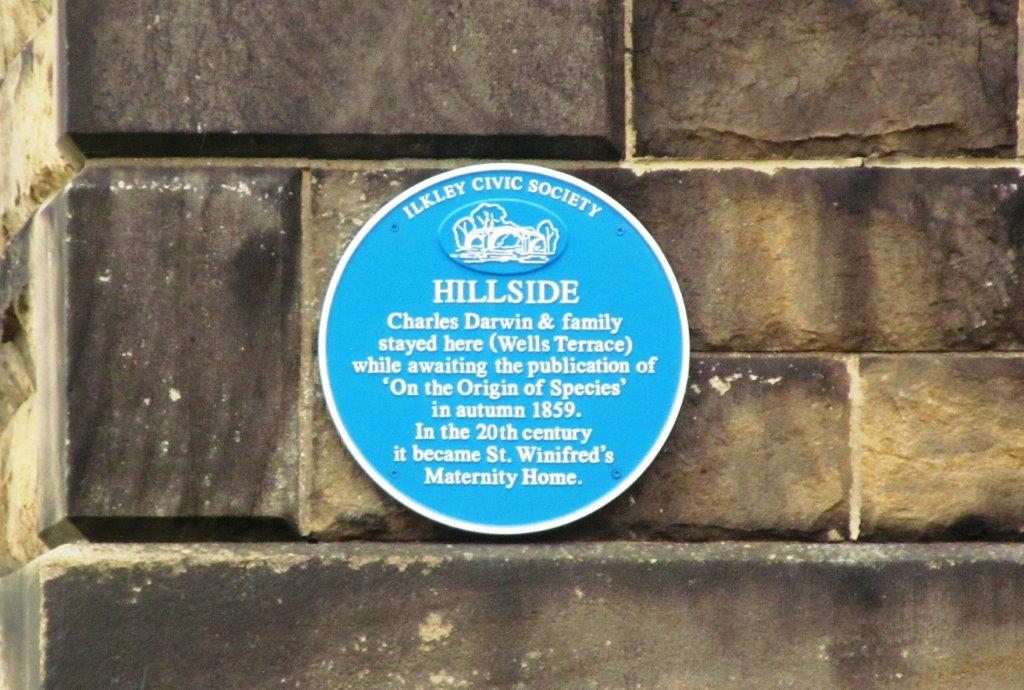 ILKLEY CIVIC SOCIETY
HILLSIDE
Charles Darwin & family
stayed here (Wells Terrace)
while awaiting the publication of
‘On the Origin of Species’
in autumn 1859.
In the 20th century
it became St. Winifred's
Maternity Home.